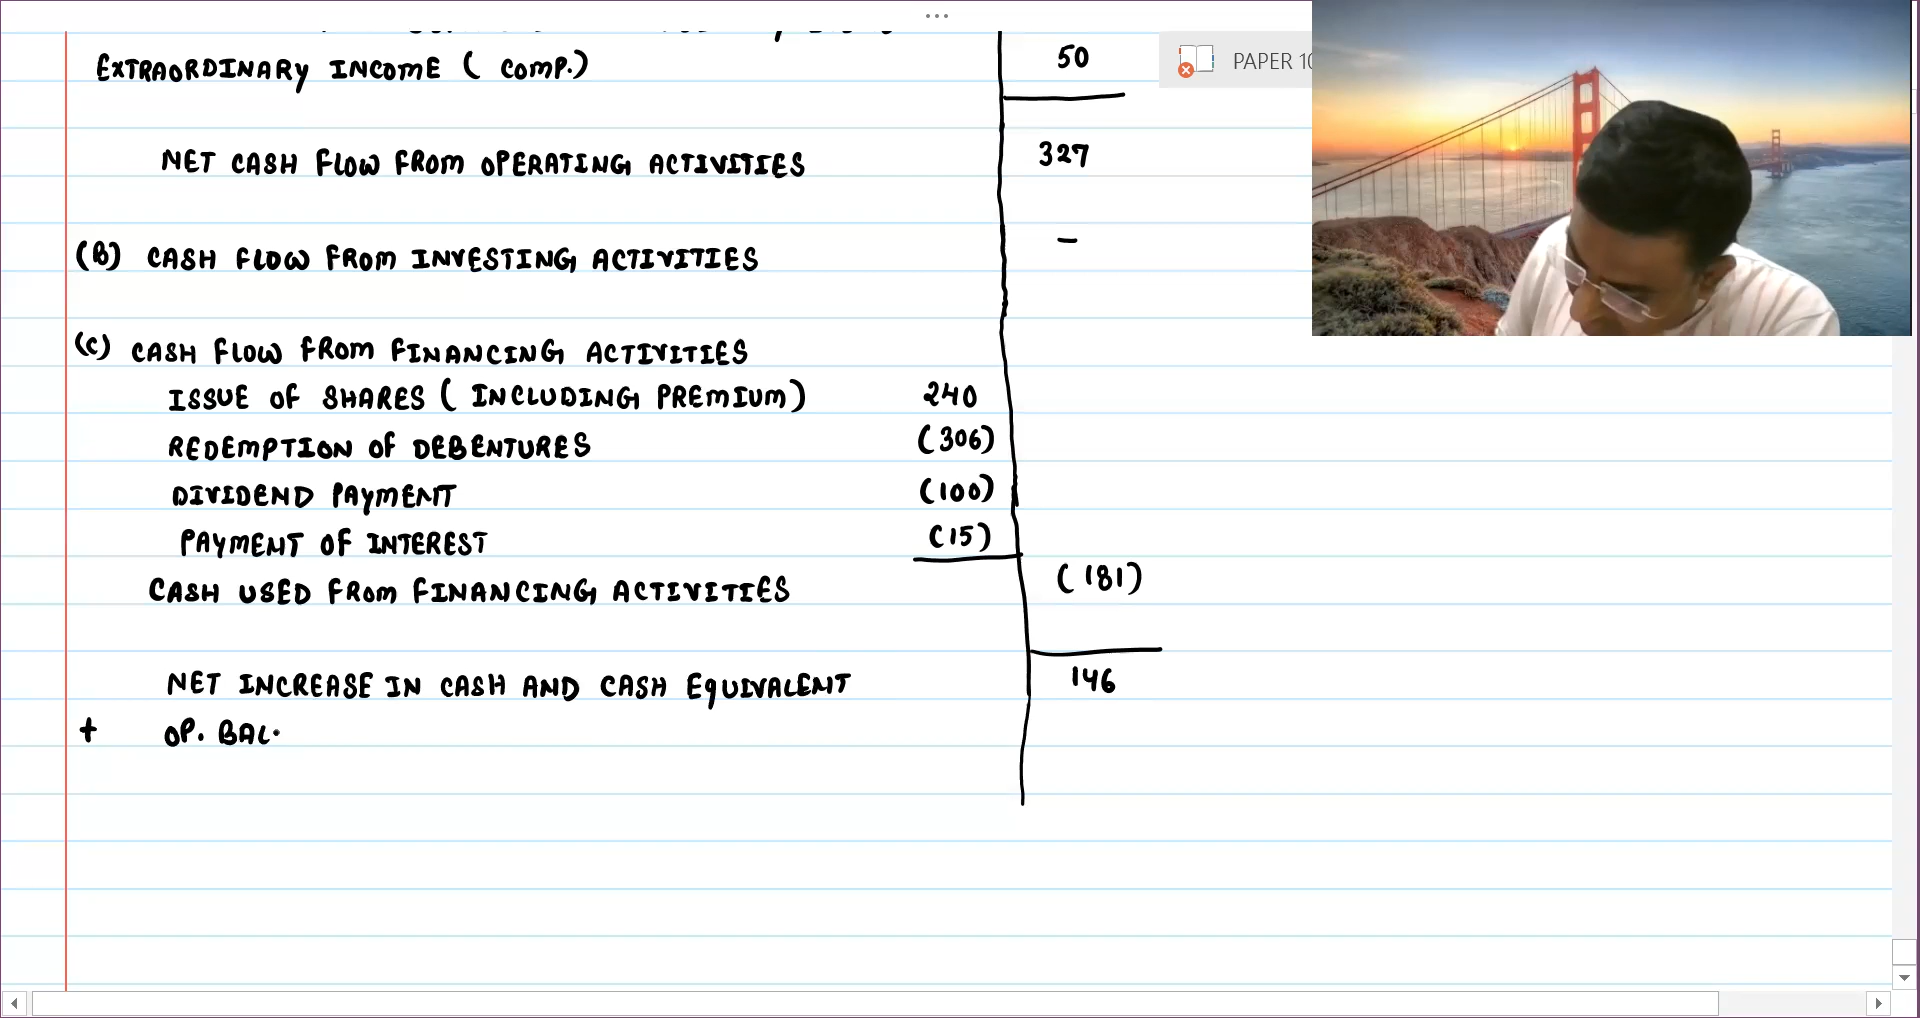 EXTRAORDINARY INCOME ( COMP.) 50
PAPER 10
NET CASH FLOW FROM OPERATING ACTIVITIES 327
(B) CASH FLOW FROM INVESTING ACTIVITIES –
(C) CASH FLOW FROM FINANCING ACTIVITIES
ISSUE OF SHARES ( INCLUDING PREMIUM) 240
REDEMPTION OF DEBENTURES (306)
DIVIDEND PAYMENT (100)
PAYMENT OF INTEREST (15)
CASH USED FROM FINANCING ACTIVITIES (181)
NET INCREASE IN CASH AND CASH EQUIVALENT 146
+ OP. BAL.